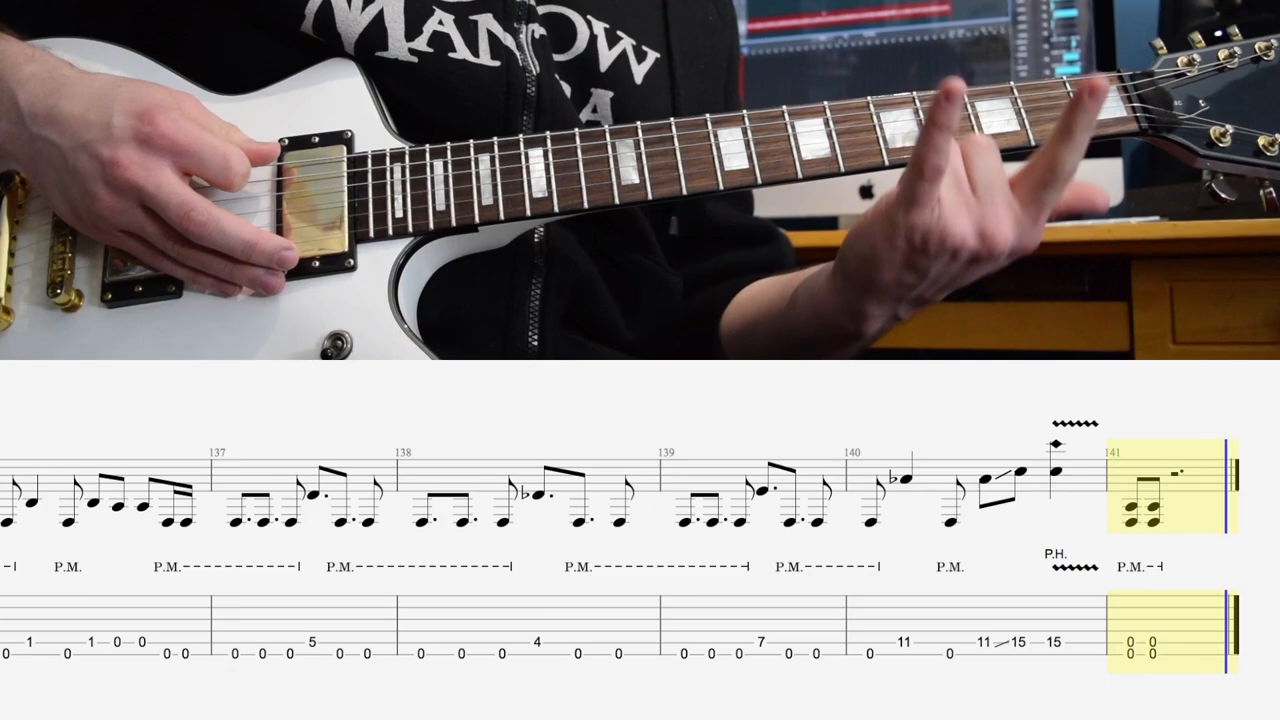 MANOW
137 138 139 140 141
P.H.
P.M. P.M. P.M. P.M. P.M. P.M. P.M.
1 1 0 0 5 4 7 11 11 15 15 0 0
0 0 0 0 0 0 0 0 0 0 0 0 0 0 0 0 0 0 0 0 0 0